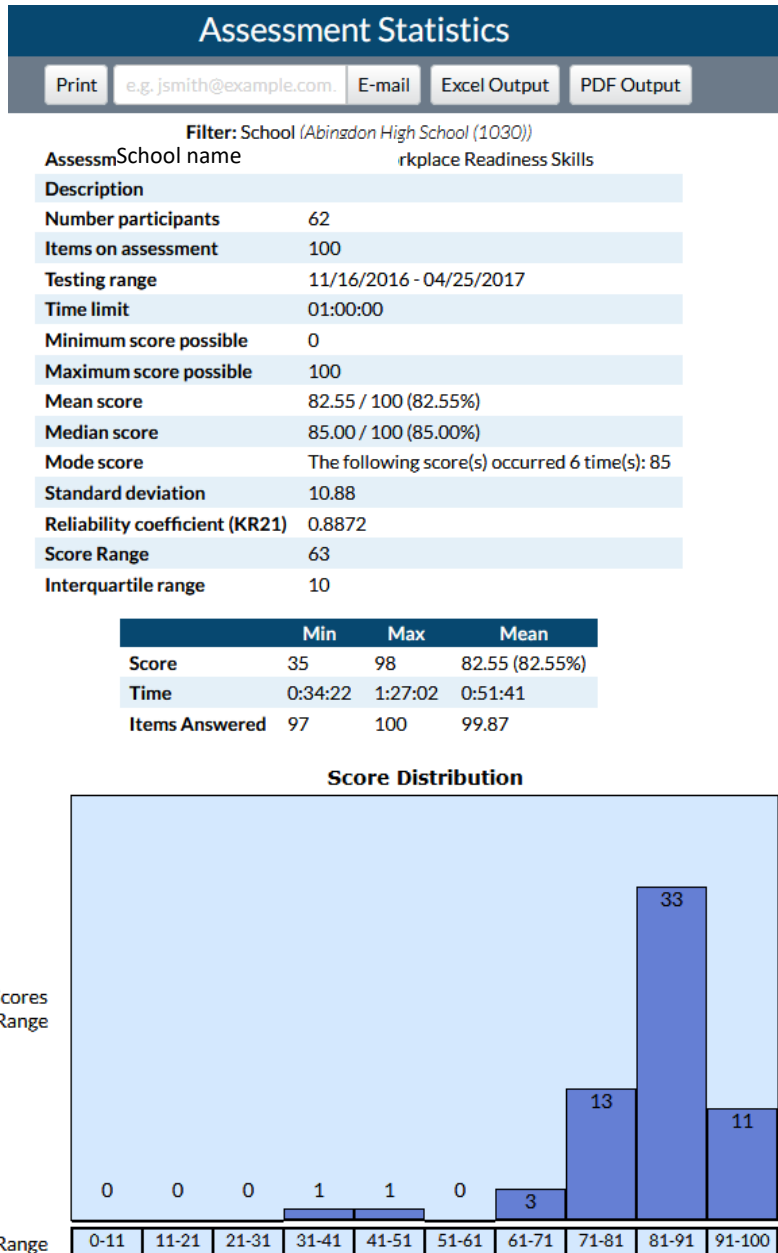 Assessment Statistics
Print e.g. jsmith@example.com. E-mail Excel Output PDF Output
Filter: School (Abingdon High School (1030))
Assessm School name rkplace Readiness Skills
Description
Number participants 62
Items on assessment 100
Testing range 11/16/2016 - 04/25/2017
Time limit 01:00:00
Minimum score possible 0
Maximum score possible 100
Mean score 82.55 / 100 (82.55%)
Median score 85.00 / 100 (85.00%)
Mode score The following score(s) occurred 6 time(s): 85
Standard deviation 10.88
Reliability coefficient (KR21) 0.8872
Score Range 63
Interquartile range 10
Min Max Mean
Score 35 98 82.55 (82.55%)
Time 0:34:22 1:27:02 0:51:41
Items Answered 97 100 99.87
Score Distribution
33
cores
Range
13
11
0 0 0 1 1 0 3
Range 0-11 11-21 21-31 31-41 41-51 51-61 61-71 71-81 81-91 91-100